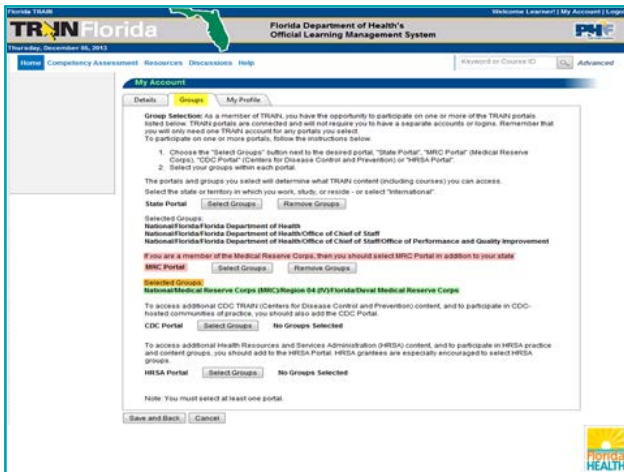 Florida TRAIN
Welcome Learner! | My Account | Logo
TRAIN Florida
Florida Department of Health's
Official Learning Management System
PHF
Thursday, December 05, 2013
Home Competency Assessment Resources Discussions Help
Keyword or Course ID
Advanced
My Account
Details Groups My Profile
Group Selection: As a member of TRAIN, you have the opportunity to participate on one or more of the TRAIN portals
listed below. TRAIN portals are connected and will not require you to have a separate accounts or logins. Remember that
you will only need one TRAIN account for any portals you select.
To participate on one or more portals, follow the instructions below.
1. Choose the "Select Groups" button next to the desired portal, "State Portal", "MRC Portal" (Medical Reserve
Corps), "CDC Portal" (Centers for Disease Control and Prevention) or "HRSA Portal".
2. Select your groups within each portal.
The portals and groups you select will determine what TRAIN content (including courses) you can access.
Select the state or territory in which you work, study, or reside - or select "International".
State Portal Select Groups Remove Groups
Selected Groups:
National/Florida/Florida Department of Health
National/Florida/Florida Department of Health/Office of Chief of Staff
National/Florida/Florida Department of Health/Office of Chief of Staff/Office of Performance and Quality Improvement
If you are a member of the Medical Reserve Corps, then you should select MRC Portal in addition to your state
MRC Portal Select Groups Remove Groups
Selected Groups:
National/Medical Reserve Corps (MRC)/Region 04 (IV)/Florida/Duval Medical Reserve Corps
To access additional CDC TRAIN (Centers for Disease Control and Prevention) content, and to participate in CDC-
hosted communities of practice, you should also add the CDC Portal.
CDC Portal Select Groups No Groups Selected
To access additional Health Resources and Services Administration (HRSA) content, and to participate in HRSA practice
and content groups, you should add to the HRSA Portal. HRSA grantees are especially encouraged to select HRSA
groups.
HRSA Portal Select Groups No Groups Selected
Note: You must select at least one portal.
Save and Back Cancel
Florida
HEALTH